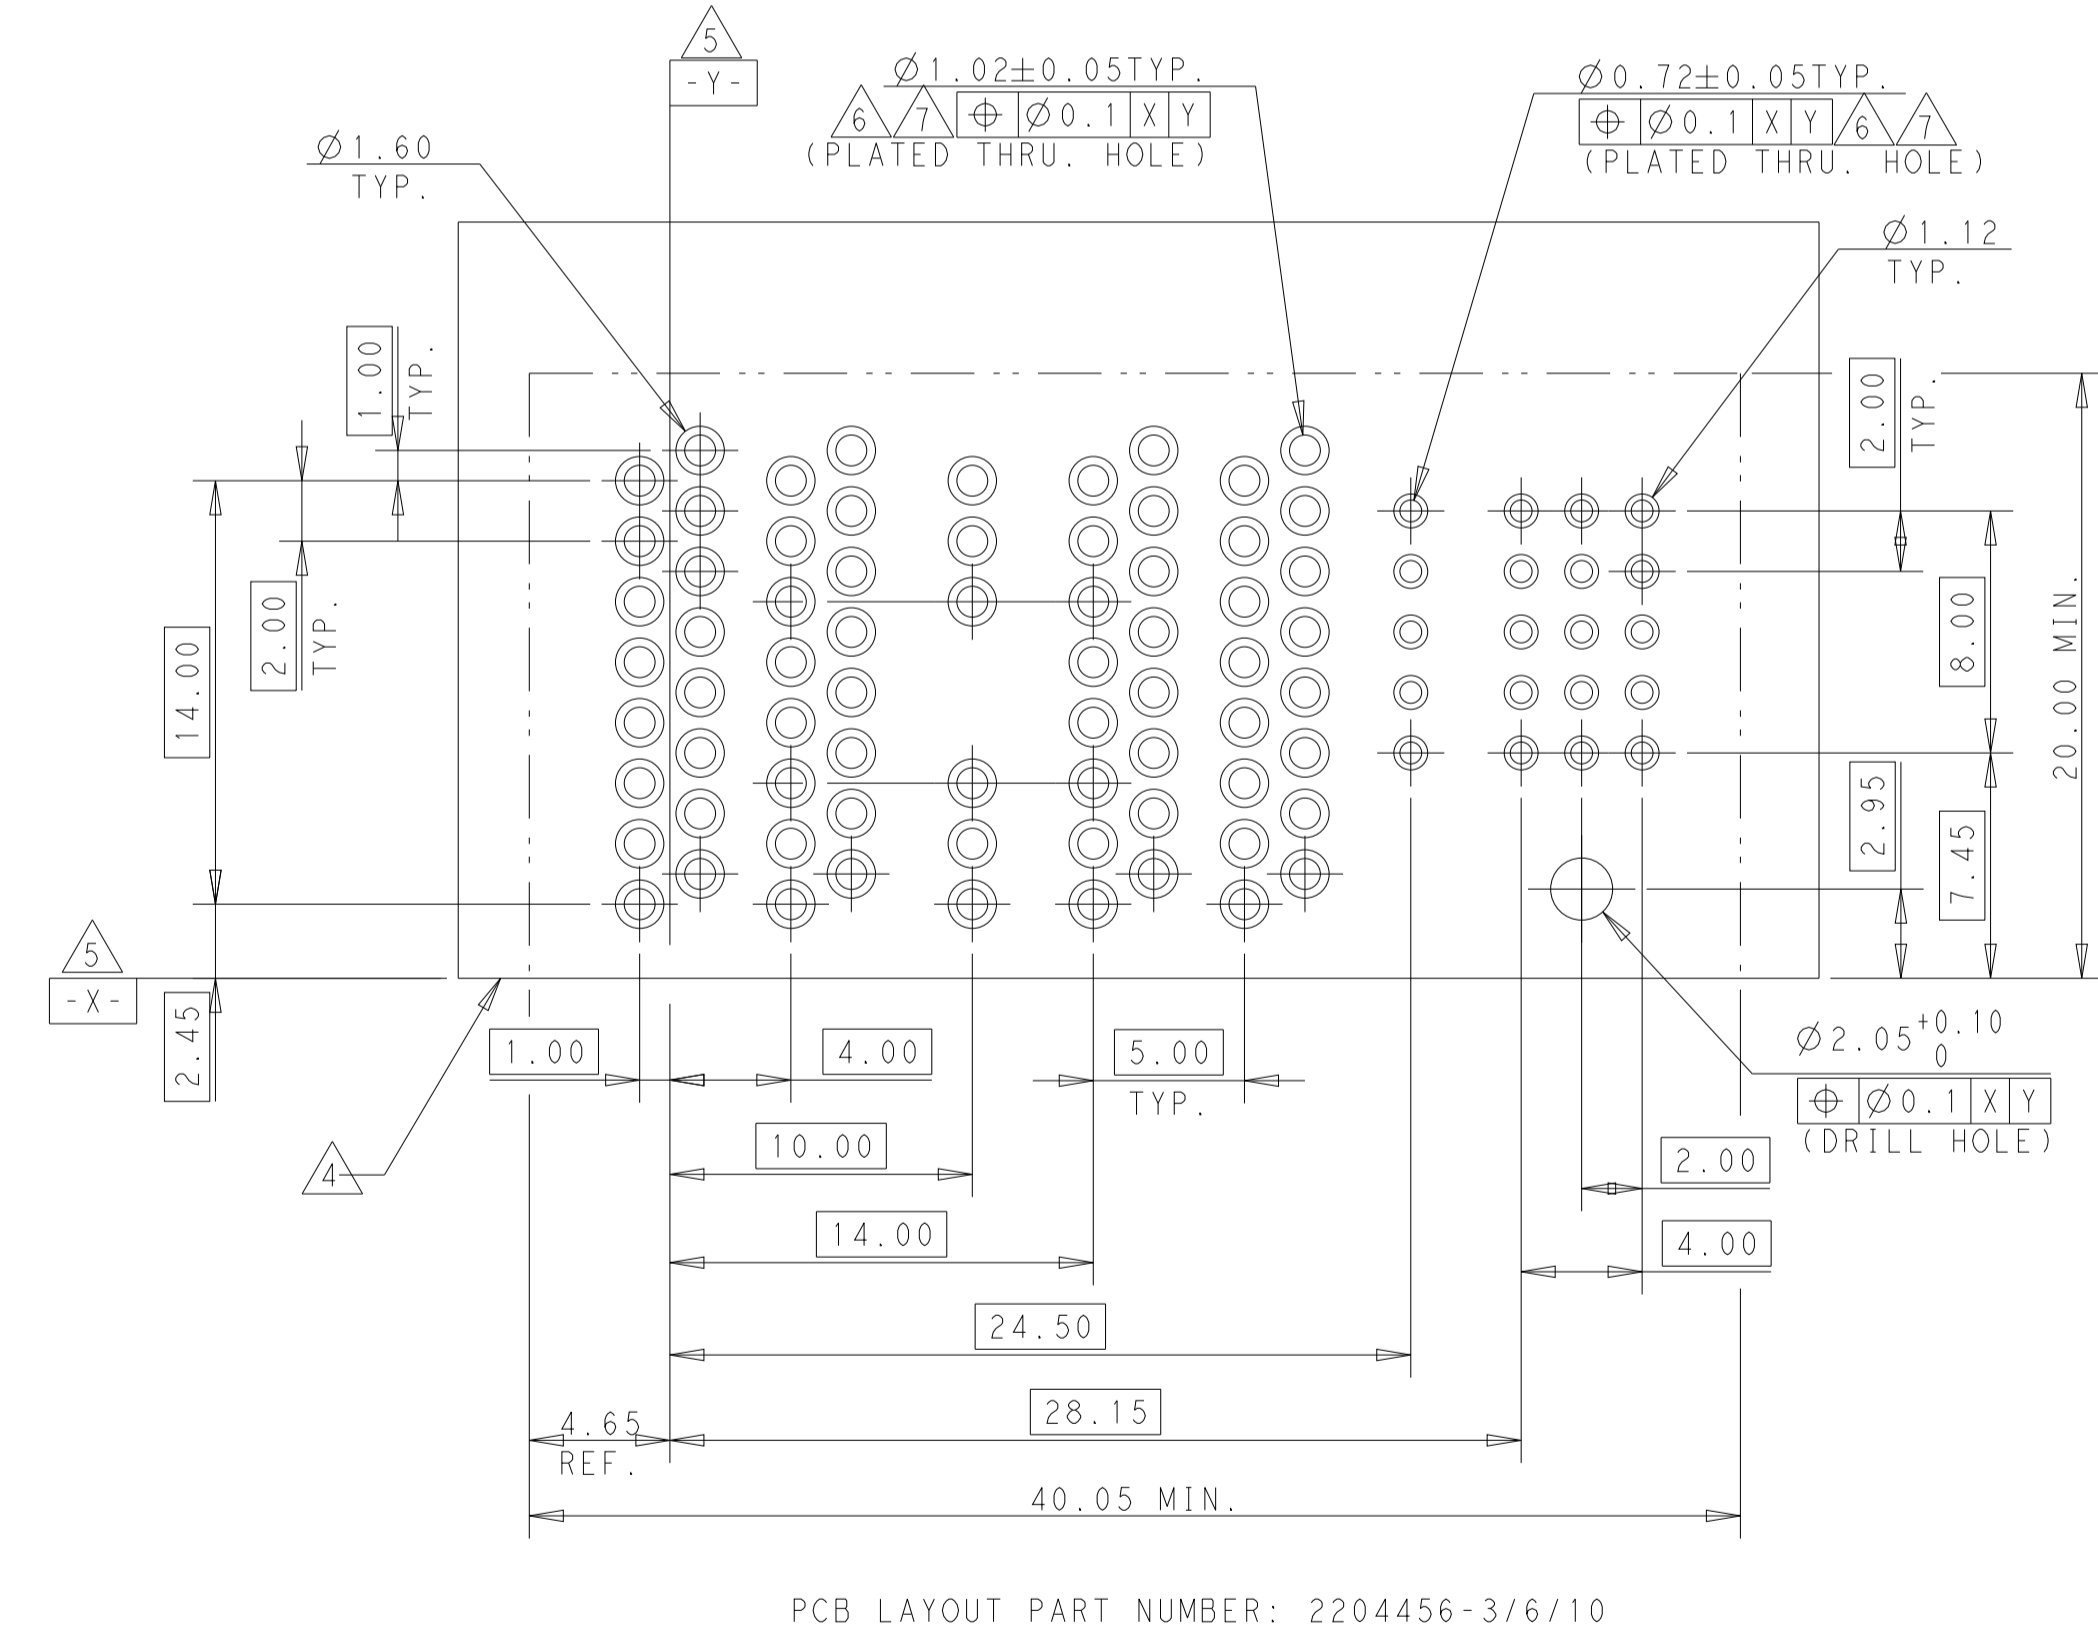 5
-Y-
Ø1.02±0.05TYP.
6 7 ⌖ Ø0.1 X Y
(PLATED THRU. HOLE)
Ø0.72±0.05TYP.
⌖ Ø0.1 X Y 6 7
(PLATED THRU. HOLE)
Ø1.60
TYP.
Ø1.12
TYP.
1.00
TYP.
2.00
TYP.
14.00
2.00
TYP.
8.00
20.00 MIN.
2.95
7.45
5
-X-
2.45
1.00
4.00
5.00
TYP.
Ø2.05 +0.10
0
⌖ Ø0.1 X Y
(DRILL HOLE)
4
10.00
2.00
14.00
4.00
24.50
28.15
4.65
REF.
40.05 MIN.
PCB LAYOUT PART NUMBER: 2204456-3/6/10